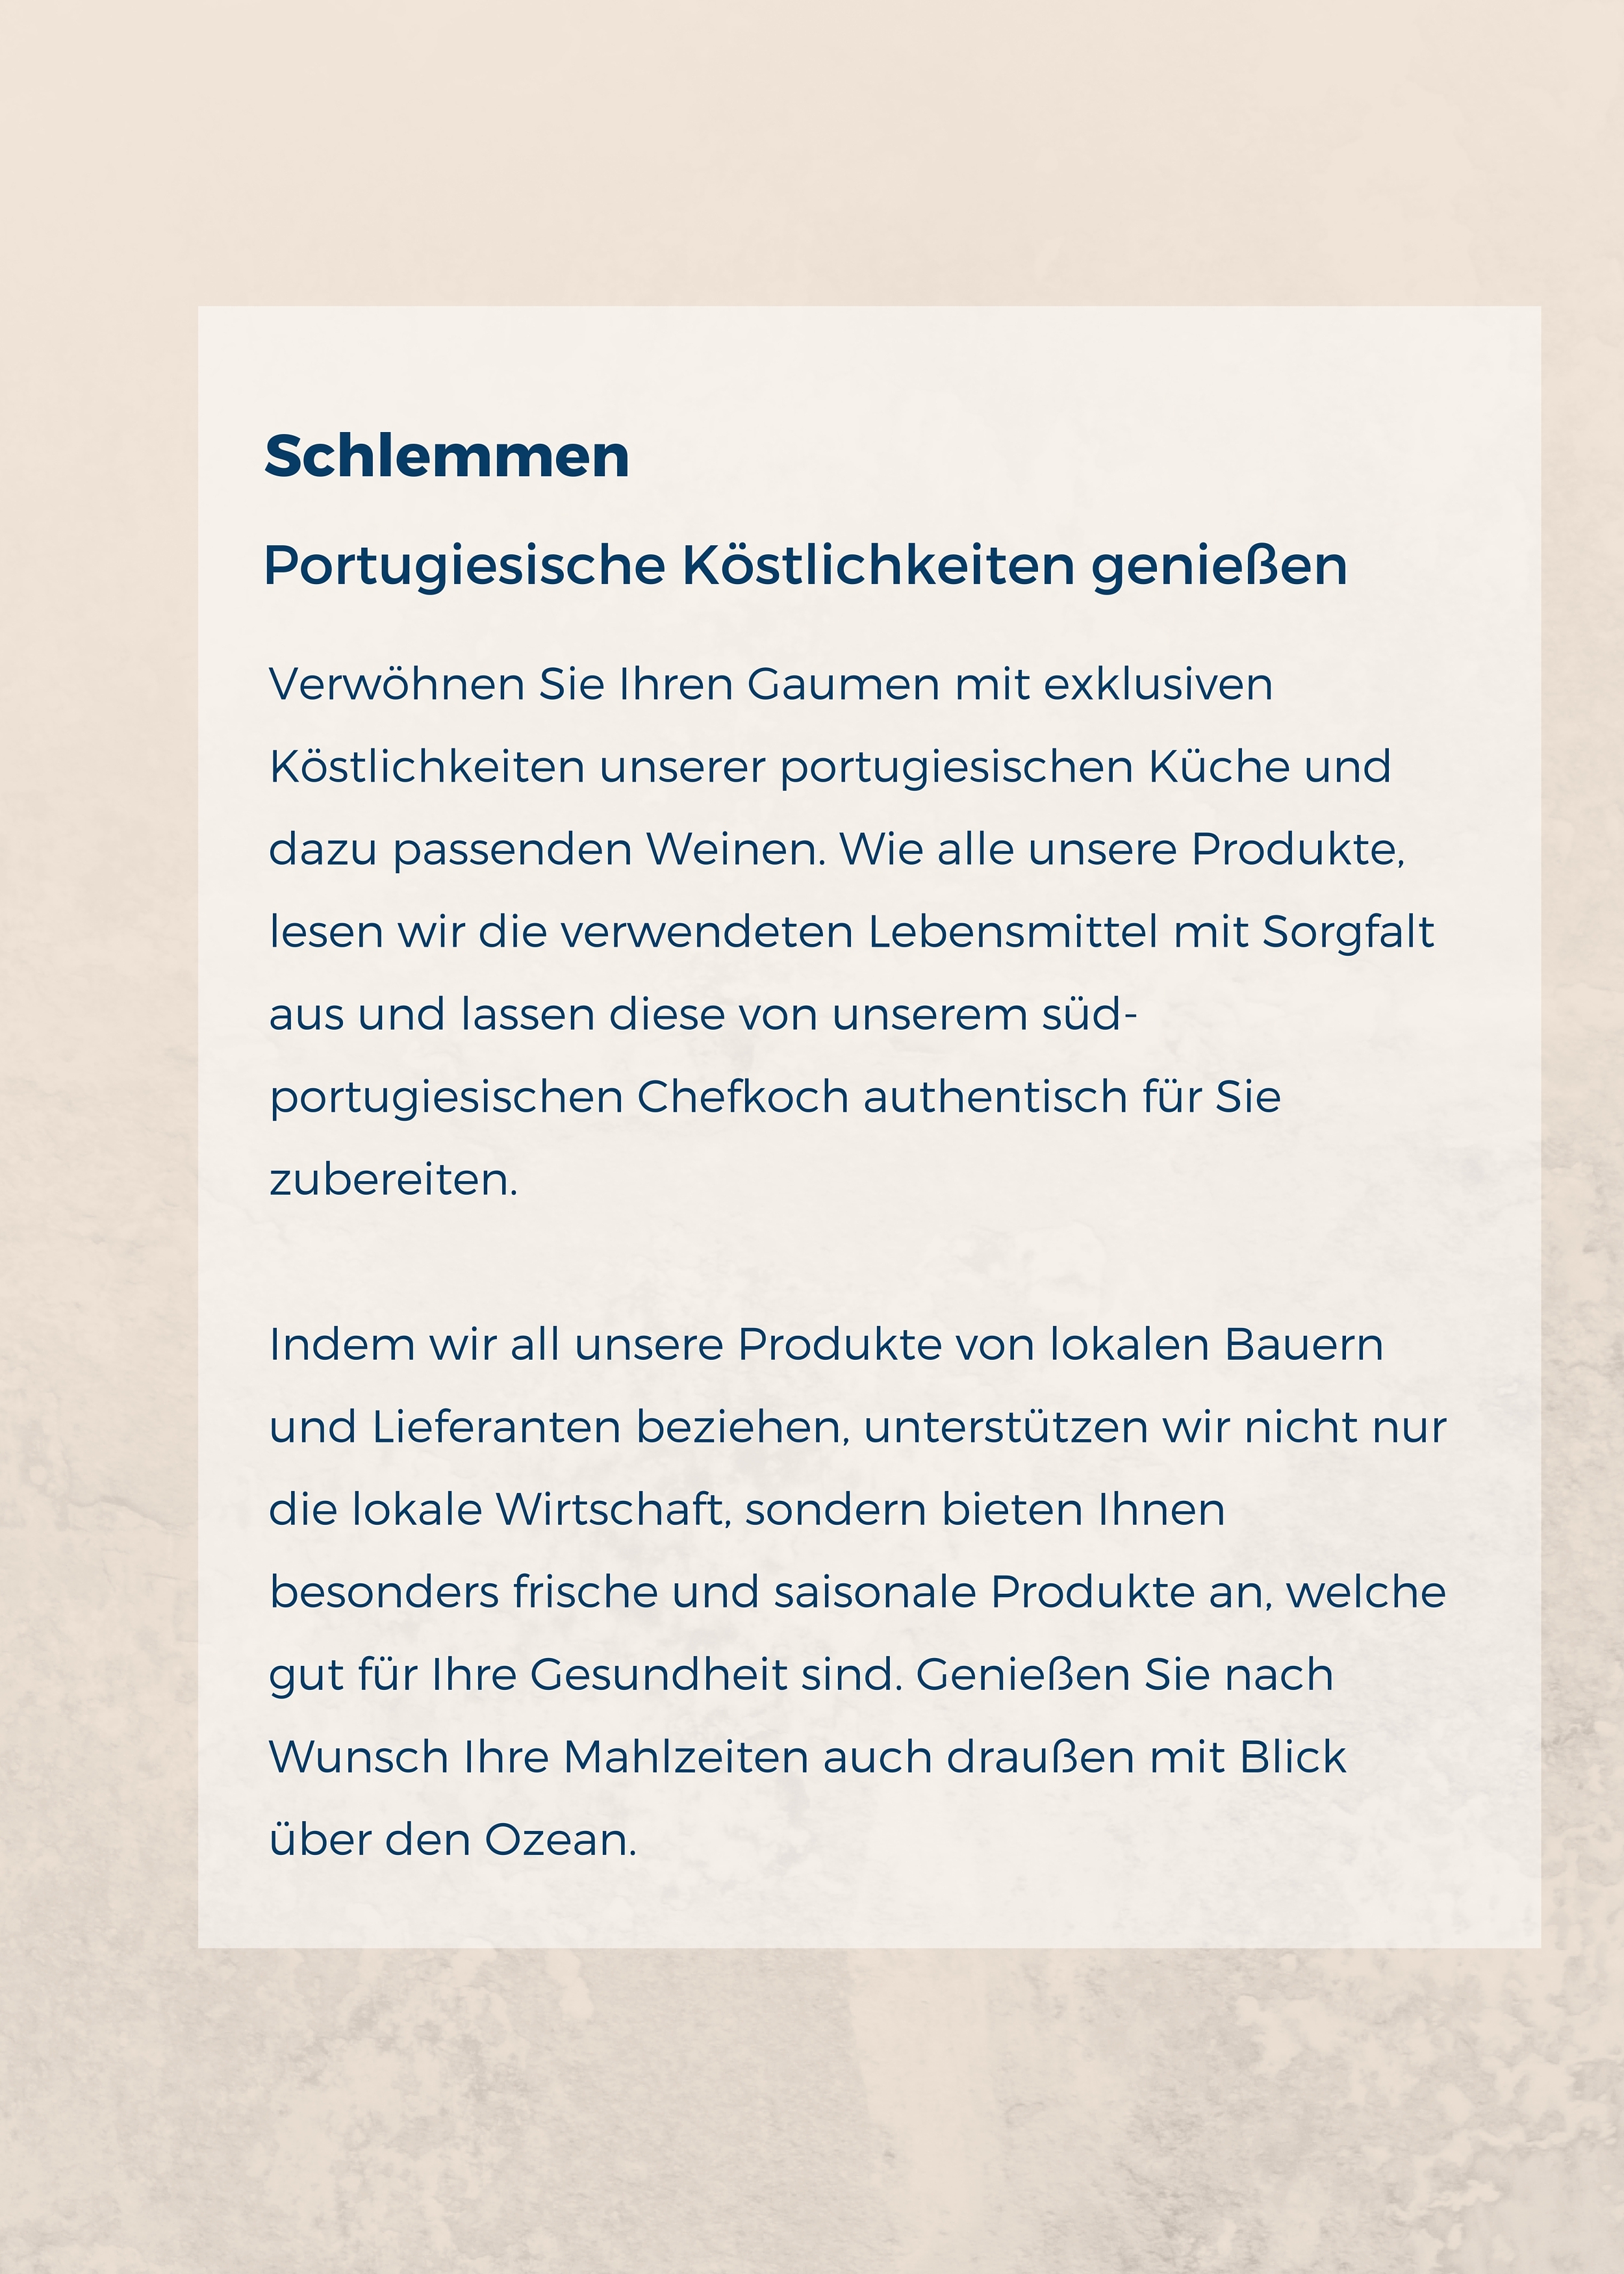 Schlemmen
Portugiesische Köstlichkeiten genießen
Verwöhnen Sie Ihren Gaumen mit exklusiven
Köstlichkeiten unserer portugiesischen Küche und
dazu passenden Weinen. Wie alle unsere Produkte,
lesen wir die verwendeten Lebensmittel mit Sorgfalt
aus und lassen diese von unserem süd-
portugiesischen Chefkoch authentisch für Sie
zubereiten.
Indem wir all unsere Produkte von lokalen Bauern
und Lieferanten beziehen, unterstützen wir nicht nur
die lokale Wirtschaft, sondern bieten Ihnen
besonders frische und saisonale Produkte an, welche
gut für Ihre Gesundheit sind. Genießen Sie nach
Wunsch Ihre Mahlzeiten auch draußen mit Blick
über den Ozean.